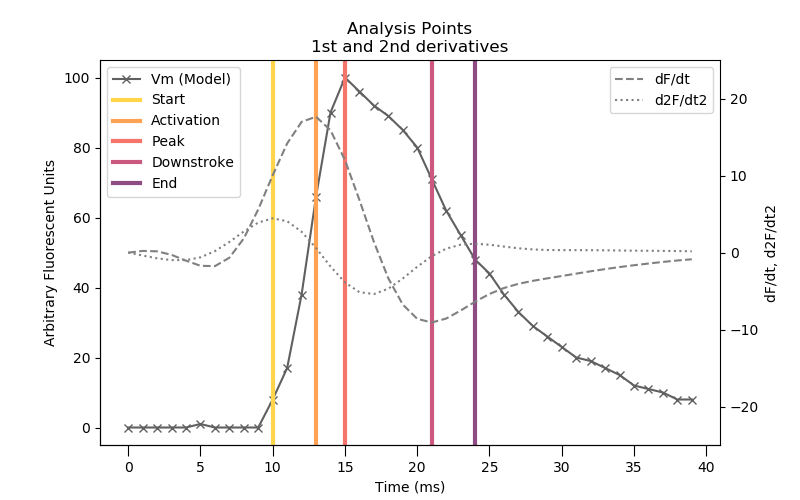 Analysis Points
1st and 2nd derivatives
Vm (Model)
Start
Activation
Peak
Downstroke
End
dF/dt
d2F/dt2
Arbitrary Fluorescent Units
100
80
60
40
20
0
20
10
0
−10
−20
dF/dt, d2F/dt2
0 5 10 15 20 25 30 35 40
Time (ms)